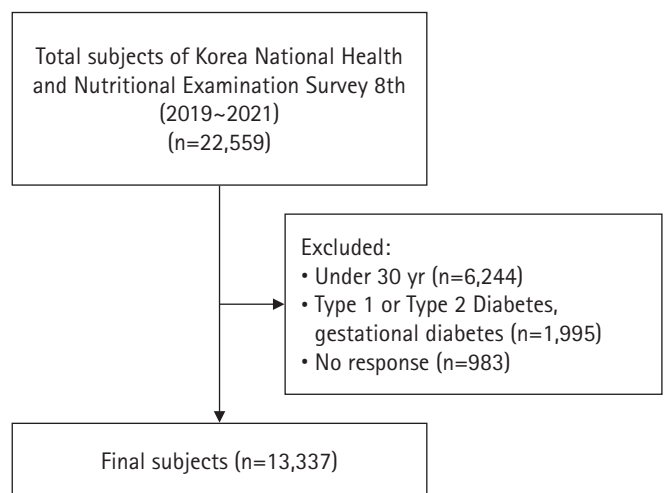 Total subjects of Korea National Health
and Nutritional Examination Survey 8th
(2019~2021)
(n=22,559)
Excluded:
• Under 30 yr (n=6,244)
• Type 1 or Type 2 Diabetes,
gestational diabetes (n=1,995)
• No response (n=983)
Final subjects (n=13,337)